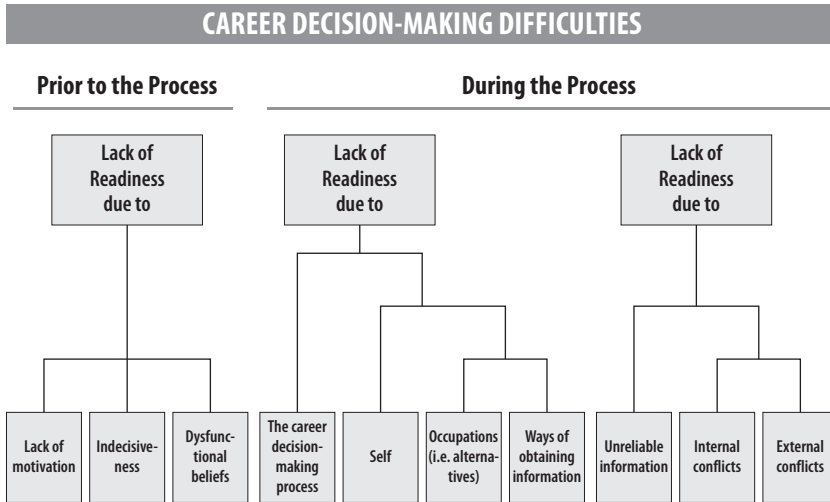 CAREER DECISION-MAKING DIFFICULTIES
Prior to the Process
During the Process
Lack of
Readiness
due to
Lack of
Readiness
due to
Lack of
Readiness
due to
Lack of
motivation
Indecisive-
ness
Dysfunc-
tional
beliefs
The career
decision-
making
process
Self
Occupations
(i.e. alterna-
tives)
Ways of
obtaining
information
Unreliable
information
Internal
conflicts
External
conflicts